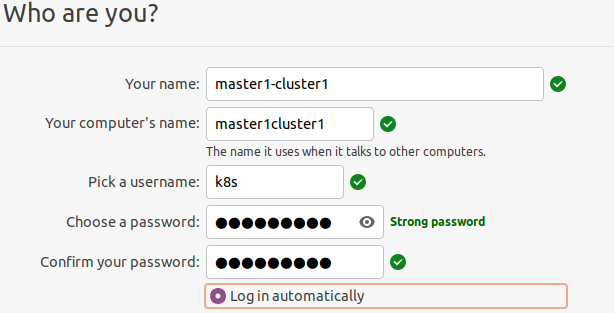 Who are you?
Your name: master1-cluster1
Your computer's name: master1cluster1
The name it uses when it talks to other computers.
Pick a username: k8s
Choose a password: ●●●●●●●●● Strong password
Confirm your password: ●●●●●●●●●
Log in automatically